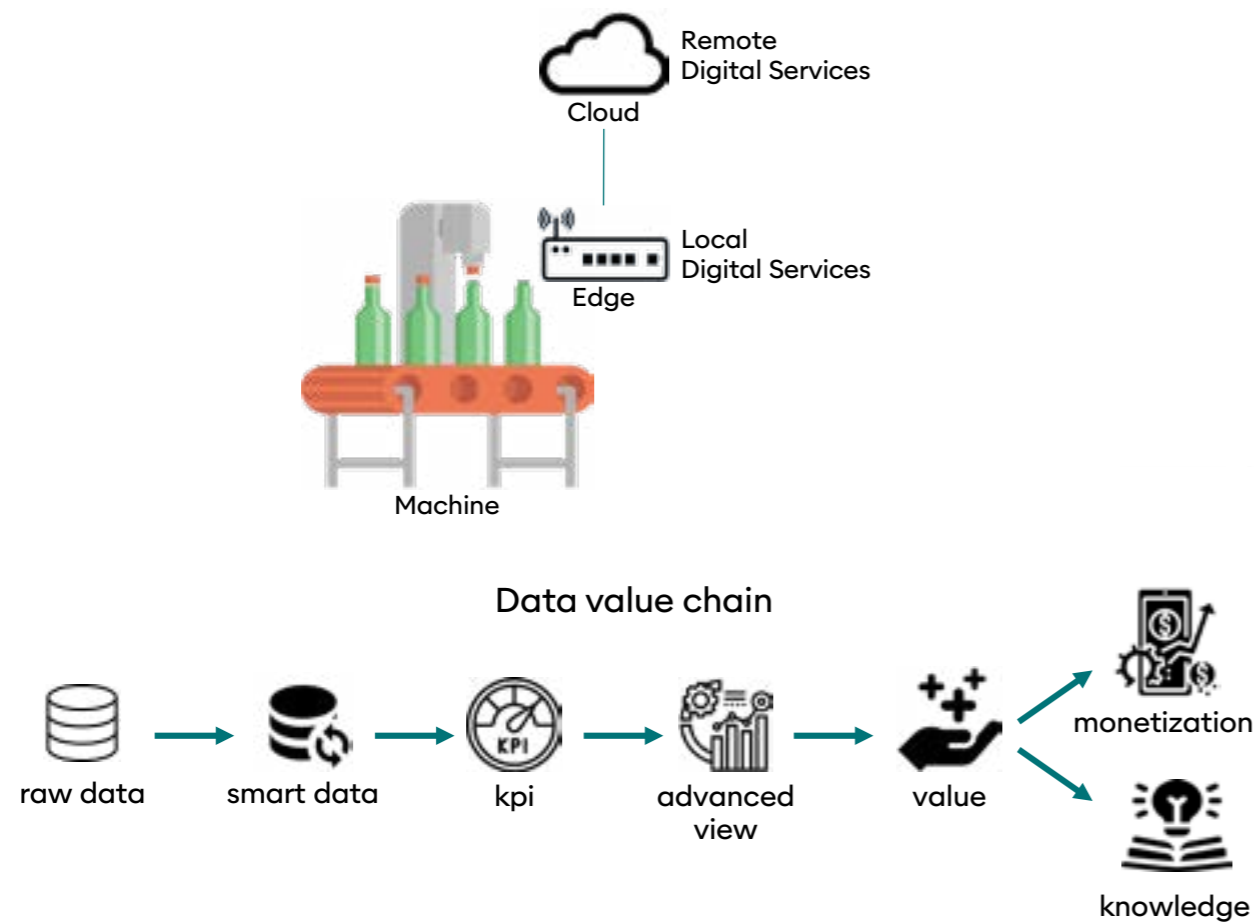 Remote
Digital Services
Cloud
Local
Digital Services
Edge
Machine
Data value chain
$
$
KPI
monetization
raw data
smart data
kpi
advanced
view
value
knowledge